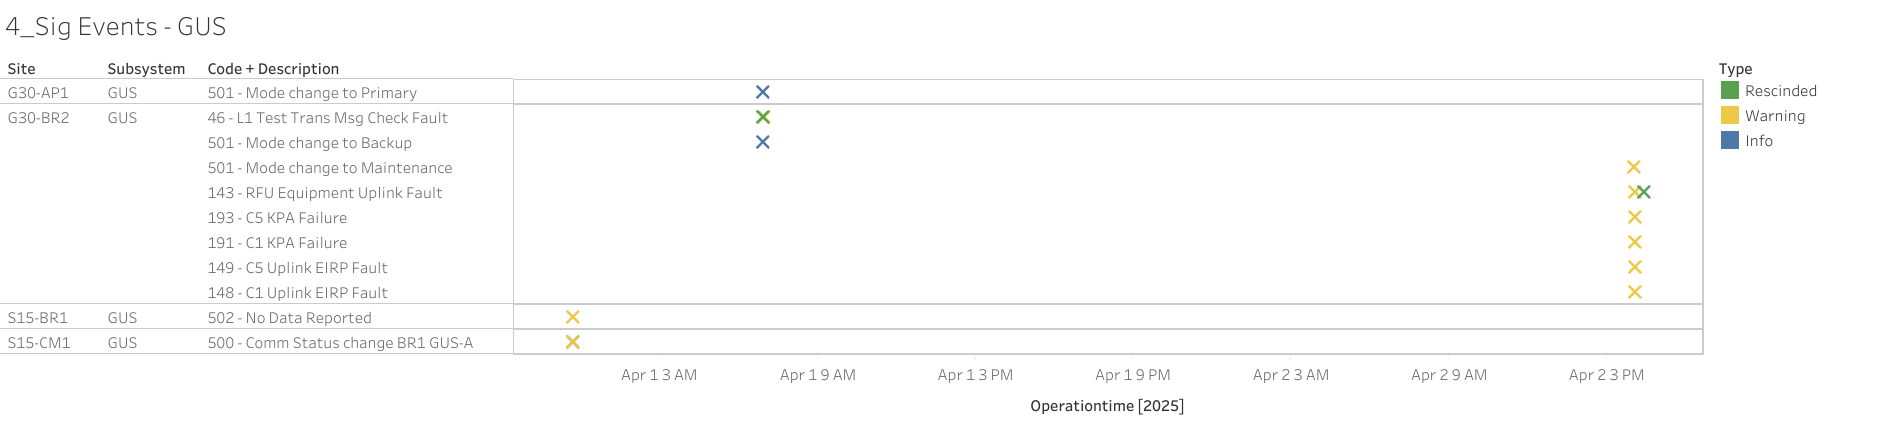 4_Sig Events - GUS
Site Subsystem Code + Description Type
G30-AP1 GUS 501 - Mode change to Primary Rescinded
G30-BR2 GUS 46 - L1 Test Trans Msg Check Fault Warning
501 - Mode change to Backup Info
501 - Mode change to Maintenance
143 - RFU Equipment Uplink Fault
193 - C5 KPA Failure
191 - C1 KPA Failure
149 - C5 Uplink EIRP Fault
148 - C1 Uplink EIRP Fault
S15-BR1 GUS 502 - No Data Reported
S15-CM1 GUS 500 - Comm Status change BR1 GUS-A
Apr 1 3 AM Apr 1 9 AM Apr 1 3 PM Apr 1 9 PM Apr 2 3 AM Apr 2 9 AM Apr 2 3 PM
Operationtime [2025]